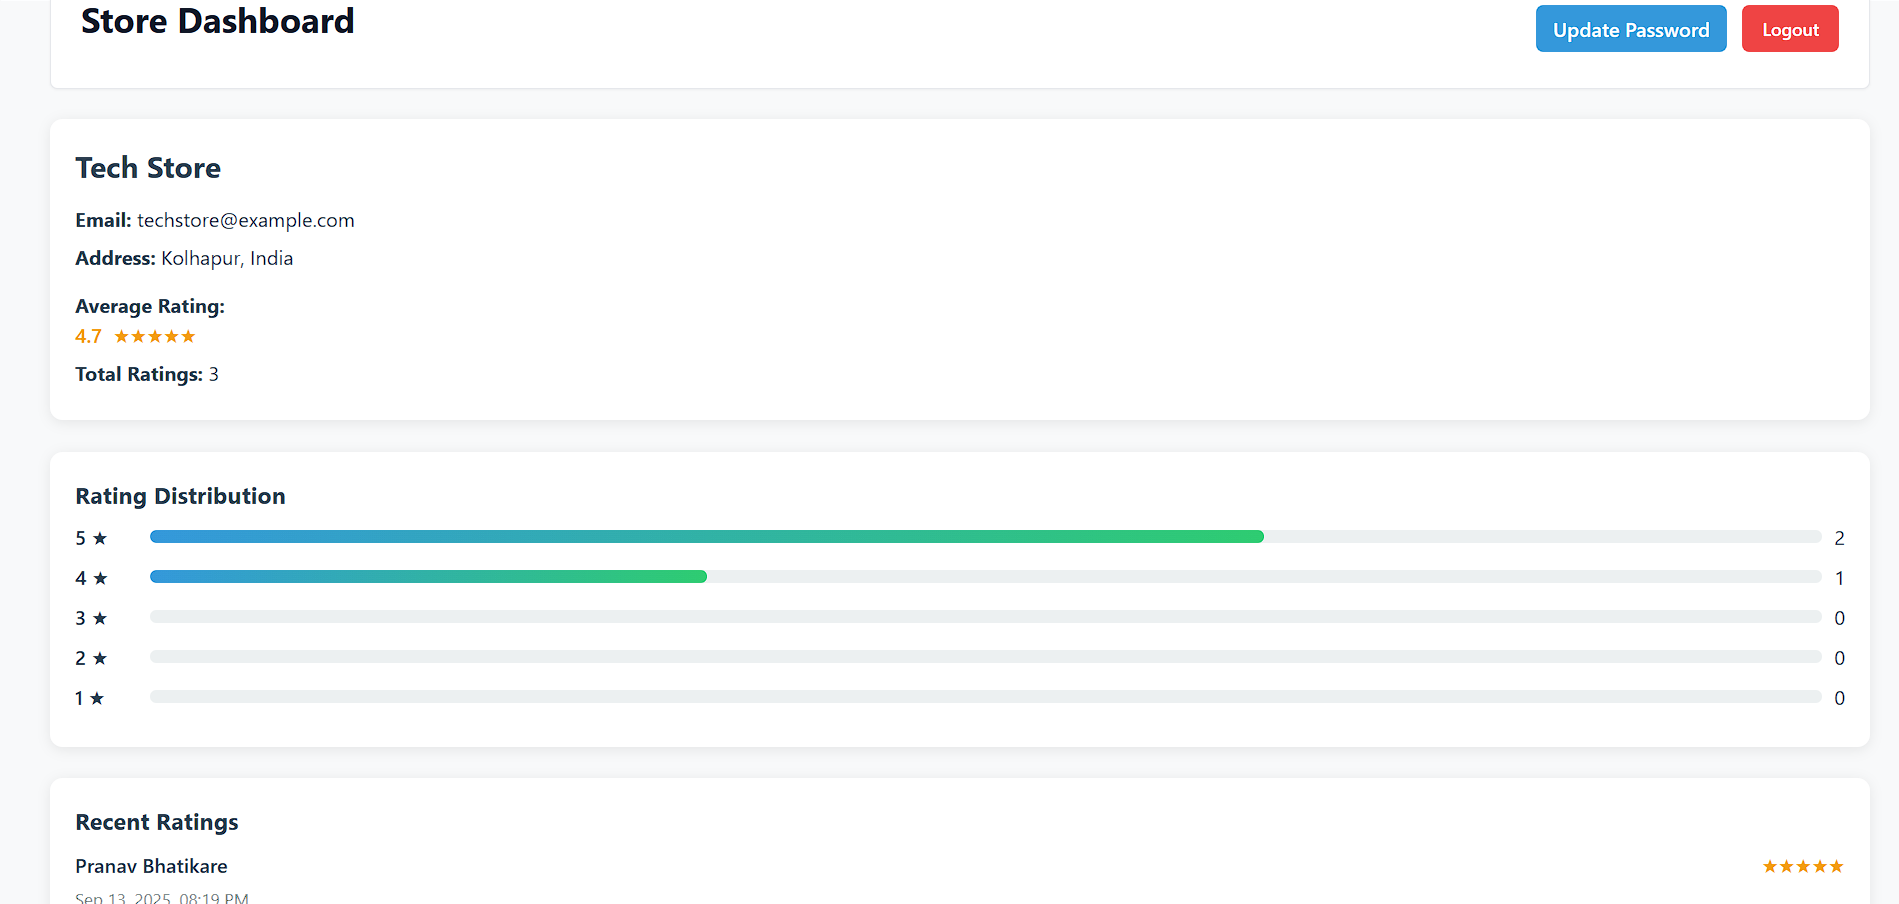 Store Dashboard
Update Password
Logout
Tech Store
Email: techstore@example.com
Address: Kolhapur, India
Average Rating:
4.7 ★★★★★
Total Ratings: 3
Rating Distribution
5 ★ 2
4 ★ 1
3 ★ 0
2 ★ 0
1 ★ 0
Recent Ratings
Pranav Bhatikare ★★★★★
Sep 13, 2025, 08:19 PM